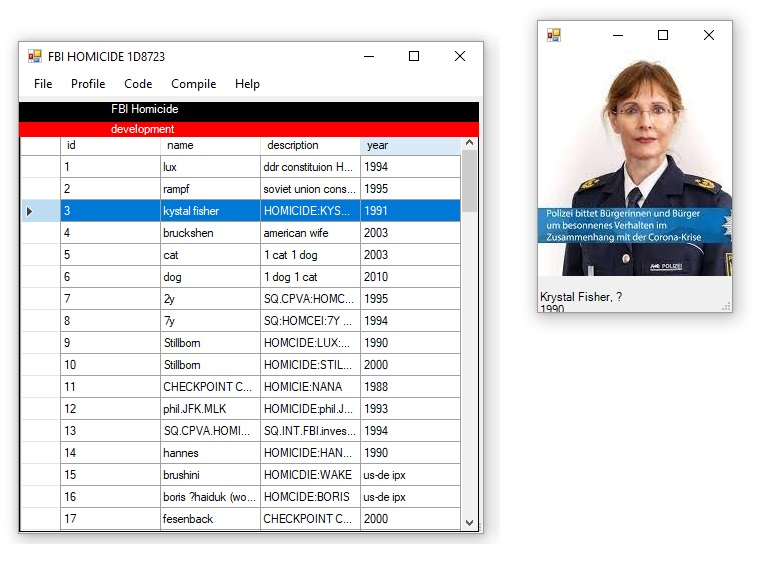 FBI HOMICIDE 1D8723
File Profile Code Compile Help
FBI Homicide
development
id name description year
1 lux ddr constituion H... 1994
2 rampf soviet union cons... 1995
3 kystal fisher HOMICIDE:KYS... 1991
4 bruckshen american wife 2003
5 cat 1 cat 1 dog 2003
6 dog 1 dog 1 cat 2010
7 2y SQ.CPVA:HOMC... 1995
8 7y SQ:HOMCEI:7Y ... 1994
9 Stillborn HOMCIDE:LUX:... 1990
10 Stillborn HOMCIDE:STIL... 2000
11 CHECKPOINT C... HOMICIE:NANA 1988
12 phil.JFK.MLK HOMICIDE:phil.J... 1993
13 SQ.CPVA.HOMI... SQ.INT.FBI.inves... 1994
14 hannes HOMICIDE:HAN... 1990
15 brushini HOMICDIE:WAKE us-de ipx
16 boris ?haiduk (wo... HOMCIDE:BORIS us-de ipx
17 fesenback CHECKPOINT C... 2000
Polizei bittet Bürgerinnen und Bürger
um besonnenes Verhalten im
Zusammenhang mit der Corona-Krise
POLIZEI
Krystal Fisher, ?
1990